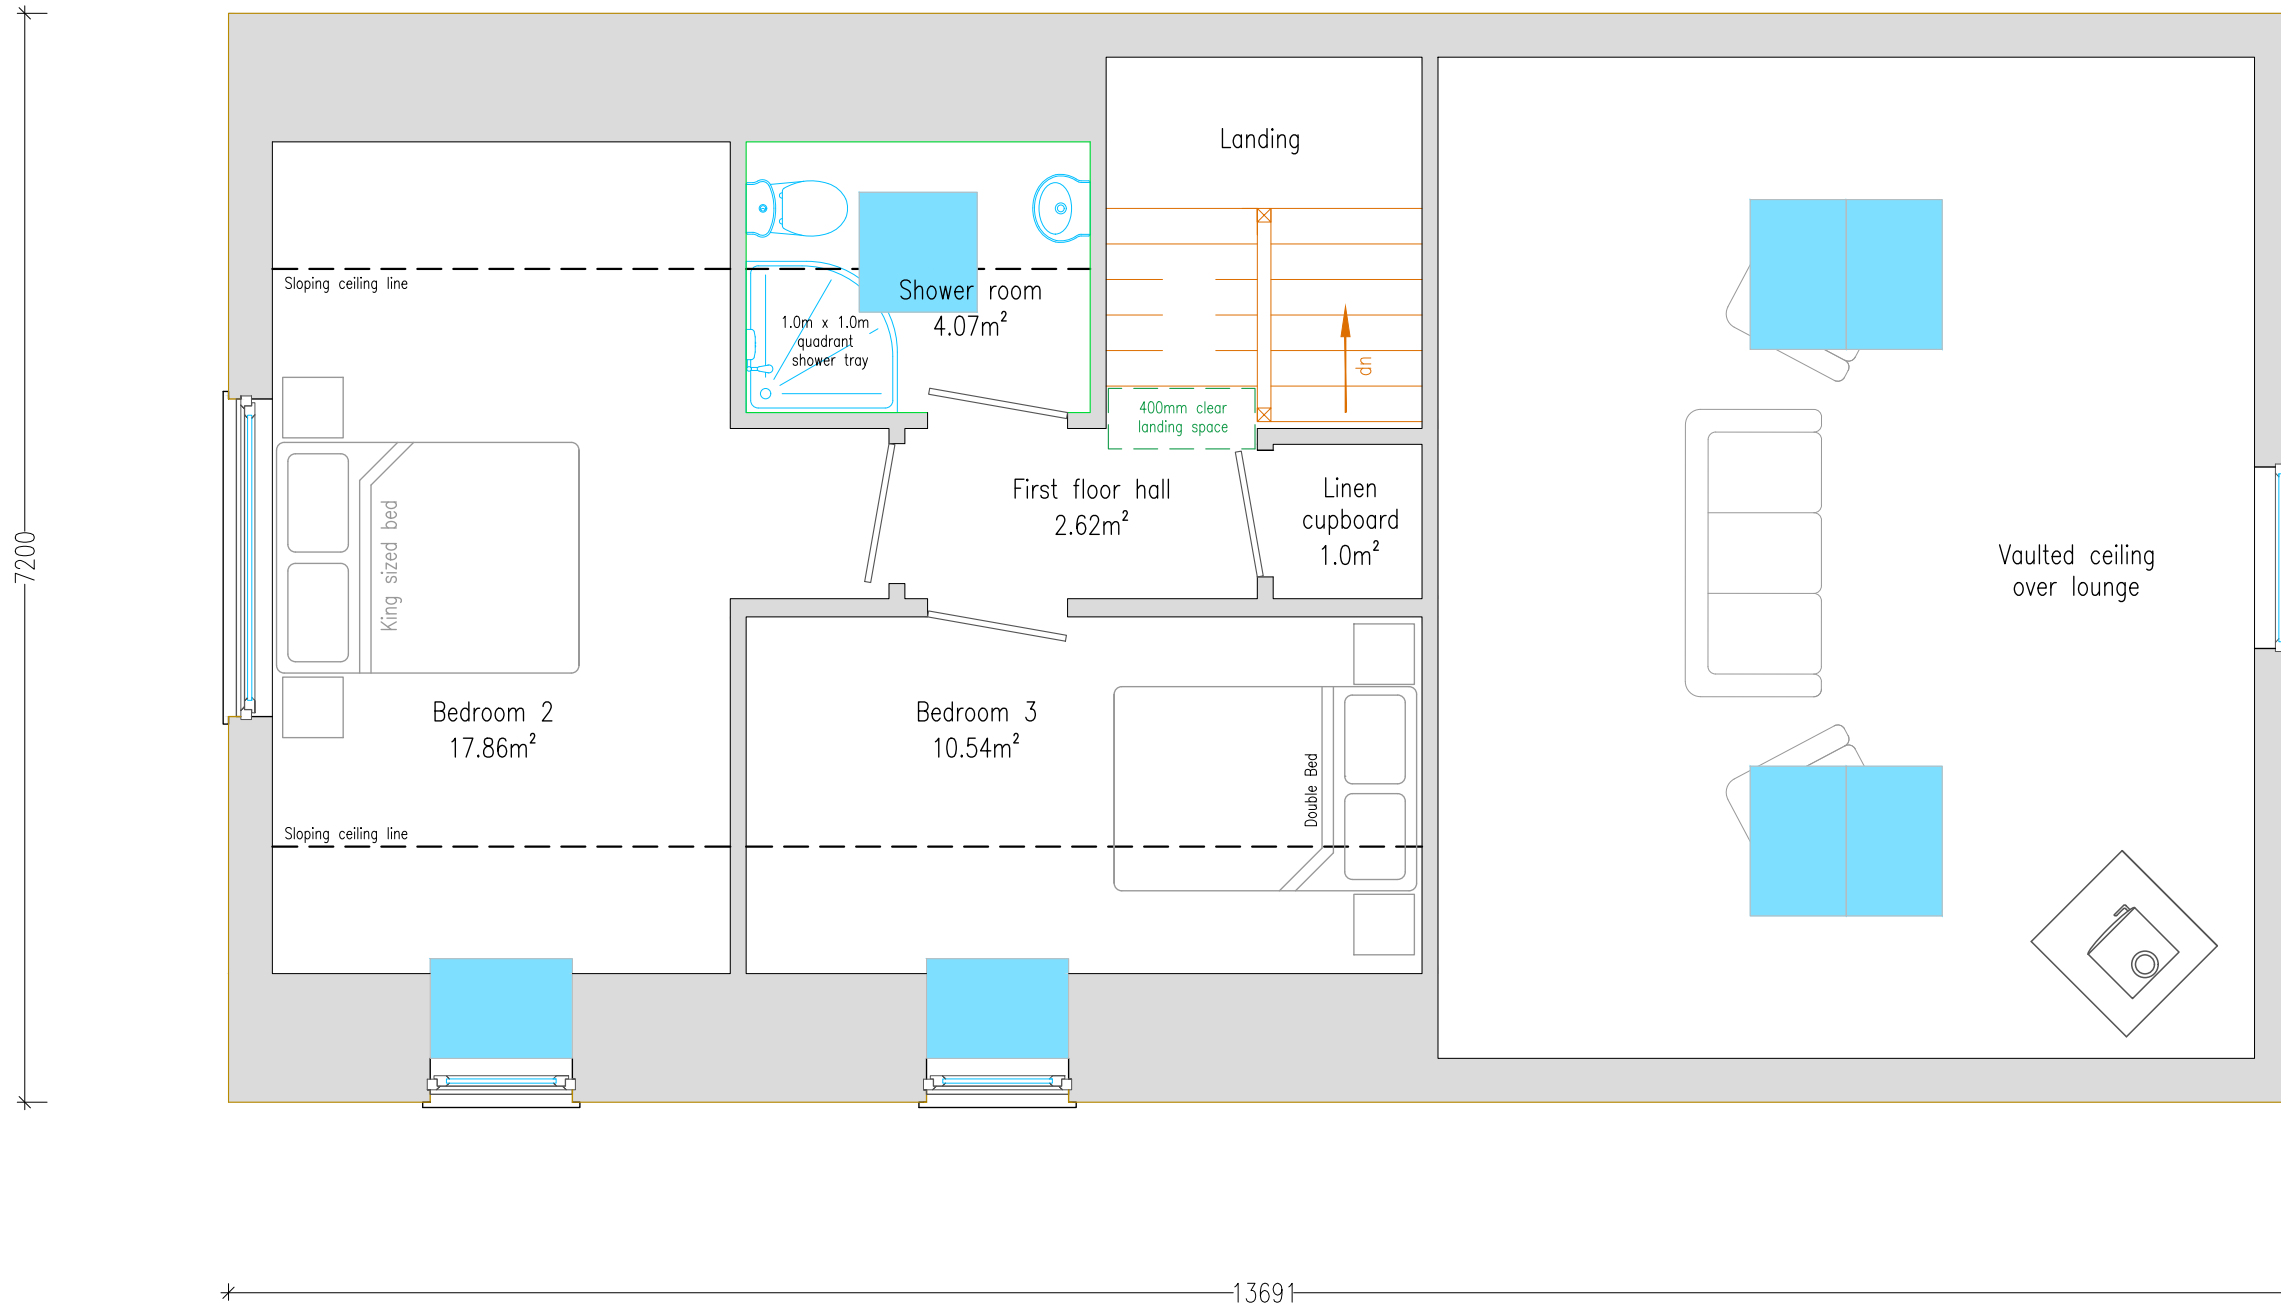 Landing
Sloping ceiling line
Shower room
4.07m²
1.0m x 1.0m
quadrant
shower tray
dn
400mm clear
landing space
First floor hall
2.62m²
Linen
cupboard
1.0m²
King sized bed
7200
Vaulted ceiling
over lounge
Bedroom 2
17.86m²
Bedroom 3
10.54m²
Double Bed
Sloping ceiling line
13691